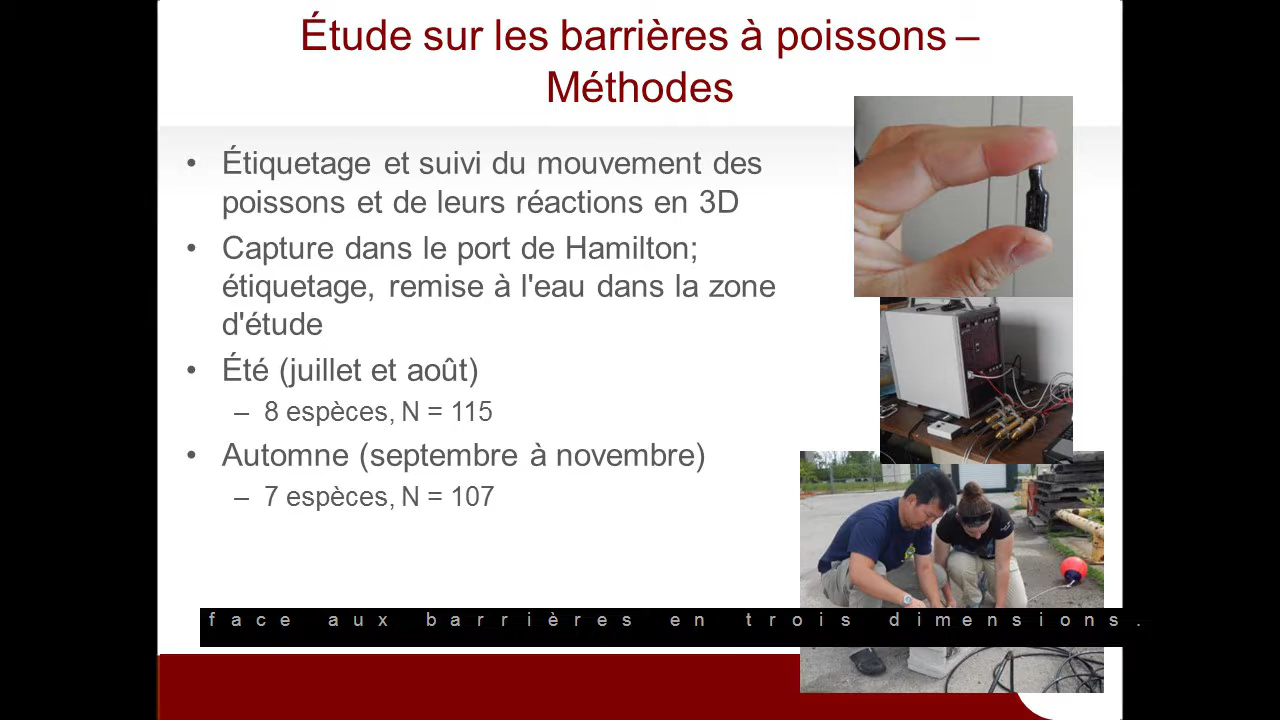 Étude sur les barrières à poissons –
Méthodes
• Étiquetage et suivi du mouvement des
poissons et de leurs réactions en 3D
• Capture dans le port de Hamilton;
étiquetage, remise à l'eau dans la zone
d'étude
• Été (juillet et août)
– 8 espèces, N = 115
• Automne (septembre à novembre)
– 7 espèces, N = 107
face aux barrières en trois dimensions.